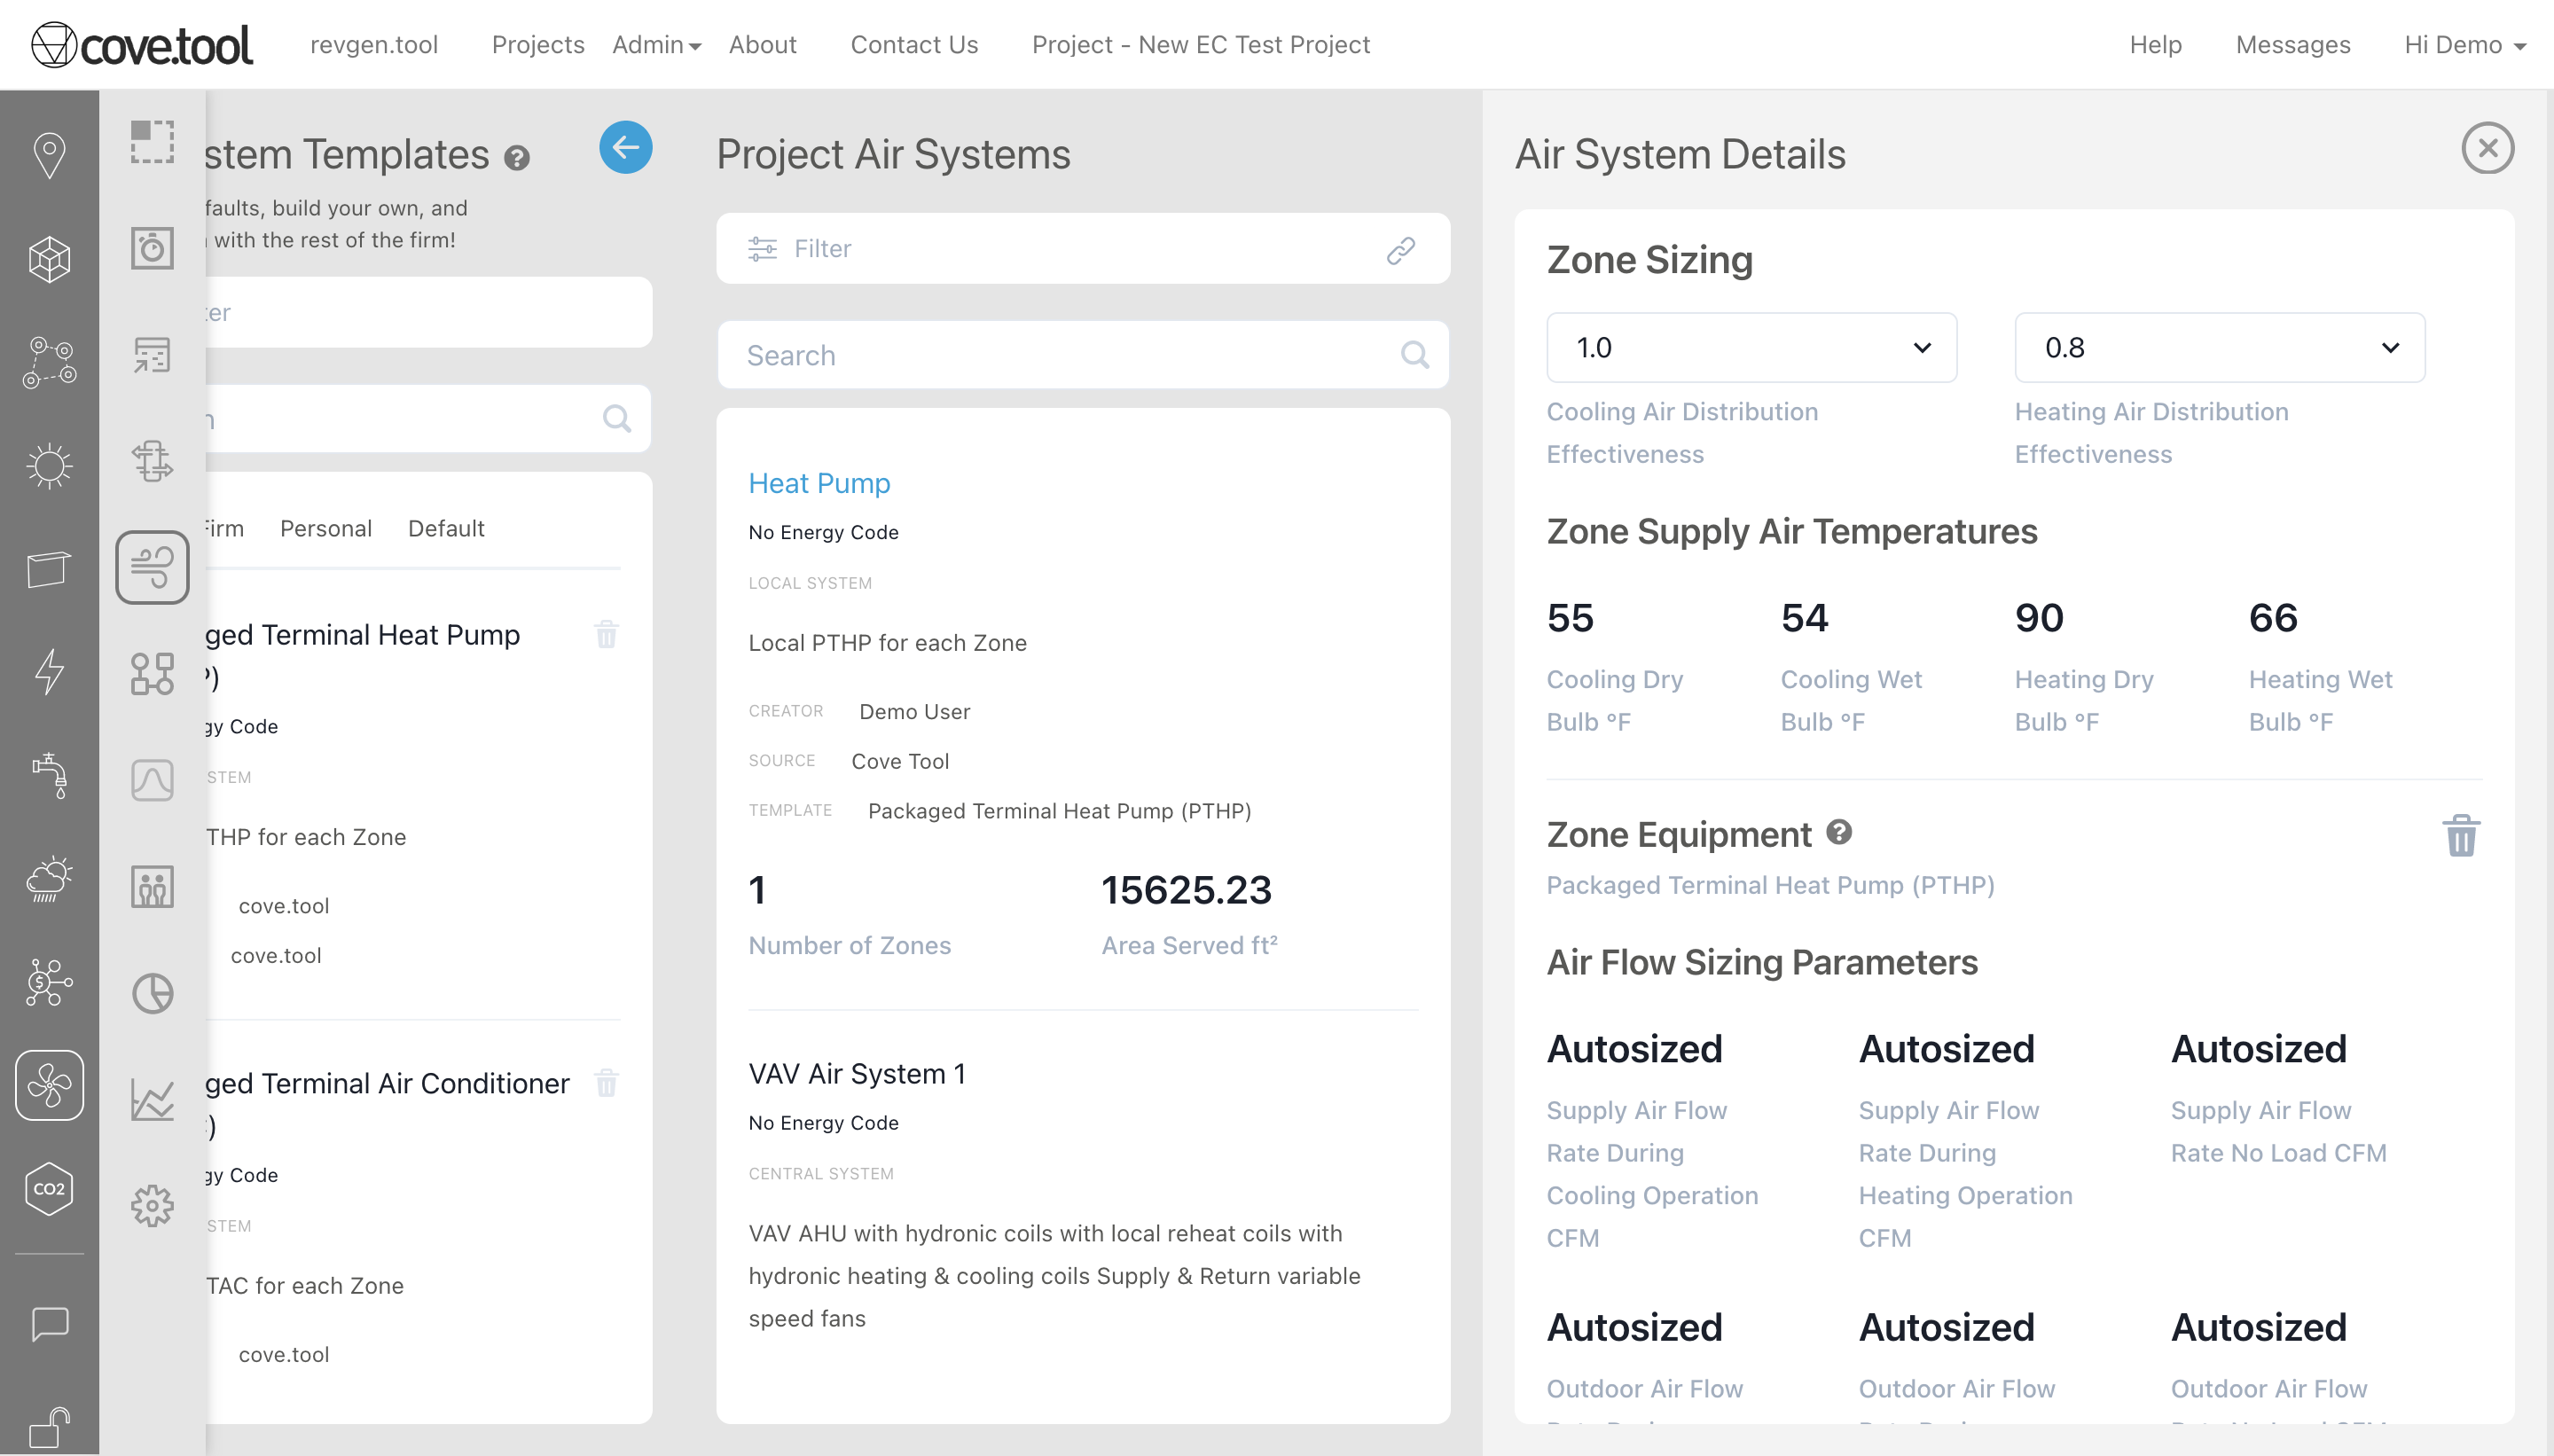 cove.tool
revgen.tool
Projects
Admin
About
Contact Us
Project - New EC Test Project
Help
Messages
Hi Demo
stem Templates
faults, build your own, and
with the rest of the firm!
ter
Firm
Personal
Default
ged Terminal Heat Pump
P)
gy Code
STEM
THP for each Zone
cove.tool
cove.tool
ged Terminal Air Conditioner
C)
gy Code
STEM
TAC for each Zone
cove.tool
CO2
Project Air Systems
Filter
Search
Heat Pump
No Energy Code
LOCAL SYSTEM
Local PTHP for each Zone
CREATOR Demo User
SOURCE Cove Tool
TEMPLATE Packaged Terminal Heat Pump (PTHP)
1
Number of Zones
15625.23
Area Served ft²
VAV Air System 1
No Energy Code
CENTRAL SYSTEM
VAV AHU with hydronic coils with local reheat coils with
hydronic heating & cooling coils Supply & Return variable
speed fans
Air System Details
Zone Sizing
1.0
Cooling Air Distribution
Effectiveness
0.8
Heating Air Distribution
Effectiveness
Zone Supply Air Temperatures
55
Cooling Dry
Bulb °F
54
Cooling Wet
Bulb °F
90
Heating Dry
Bulb °F
66
Heating Wet
Bulb °F
Zone Equipment
Packaged Terminal Heat Pump (PTHP)
Air Flow Sizing Parameters
Autosized
Supply Air Flow
Rate During
Cooling Operation
CFM
Autosized
Supply Air Flow
Rate During
Heating Operation
CFM
Autosized
Supply Air Flow
Rate No Load CFM
Autosized
Outdoor Air Flow
Autosized
Outdoor Air Flow
Autosized
Outdoor Air Flow